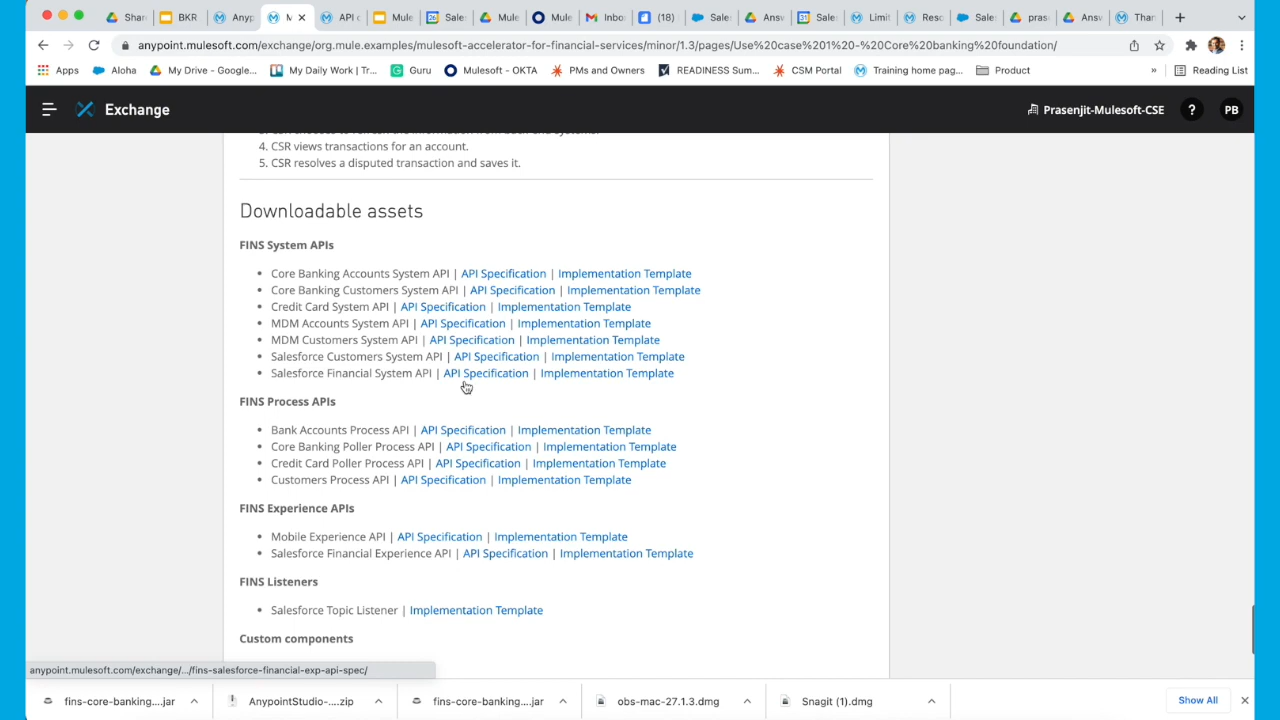 Shar
BKR
Anyp
M
API c
Mule
Sales
Mule
Mule
Inbo
(18)
Sale
Answ
Sales
Limit
Resc
Sale
pras
Answ
Than
anypoint.mulesoft.com/exchange/org.mule.examples/mulesoft-accelerator-for-financial-services/minor/1.3/pages/Use%20case%201%20-%20Core%20banking%20foundation/
Apps
Aloha
My Drive - Google...
My Daily Work | Tr...
Guru
Mulesoft - OKTA
PMs and Owners
READINESS Sum...
CSM Portal
Training home pag...
Product
»
Reading List
Exchange
Prasenjit-Mulesoft-CSE
?
PB
4. CSR views transactions for an account.
5. CSR resolves a disputed transaction and saves it.
Downloadable assets
FINS System APIs
• Core Banking Accounts System API | API Specification | Implementation Template
• Core Banking Customers System API | API Specification | Implementation Template
• Credit Card System API | API Specification | Implementation Template
• MDM Accounts System API | API Specification | Implementation Template
• MDM Customers System API | API Specification | Implementation Template
• Salesforce Customers System API | API Specification | Implementation Template
• Salesforce Financial System API | API Specification | Implementation Template
FINS Process APIs
• Bank Accounts Process API | API Specification | Implementation Template
• Core Banking Poller Process API | API Specification | Implementation Template
• Credit Card Poller Process API | API Specification | Implementation Template
• Customers Process API | API Specification | Implementation Template
FINS Experience APIs
• Mobile Experience API | API Specification | Implementation Template
• Salesforce Financial Experience API | API Specification | Implementation Template
FINS Listeners
• Salesforce Topic Listener | Implementation Template
Custom components
anypoint.mulesoft.com/exchange/.../fins-salesforce-financial-exp-api-spec/
fins-core-banking....jar
AnypointStudio-....zip
fins-core-banking....jar
obs-mac-27.1.3.dmg
Snagit (1).dmg
Show All